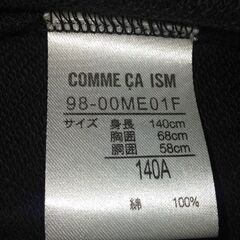 COMME ÇA ISM
98-00ME01F
サイズ 身長 140cm
胸囲 68cm
胴囲 58cm
140A
綿 100%